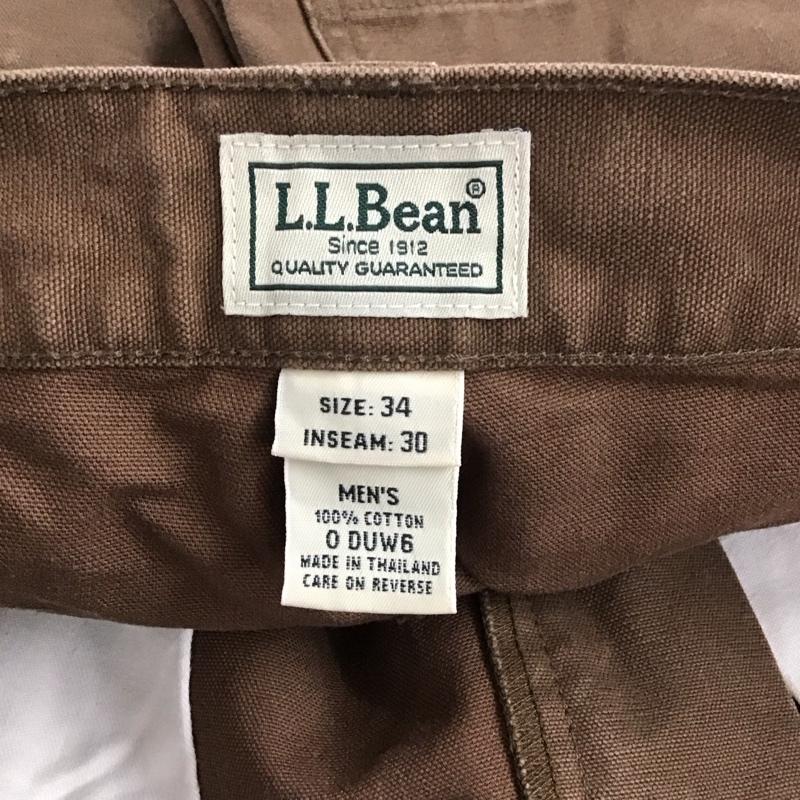 L.L.Bean®
Since 1912
QUALITY GUARANTEED
SIZE: 34
INSEAM: 30
MEN'S
100% COTTON
0 DUW6
MADE IN THAILAND
CARE ON REVERSE